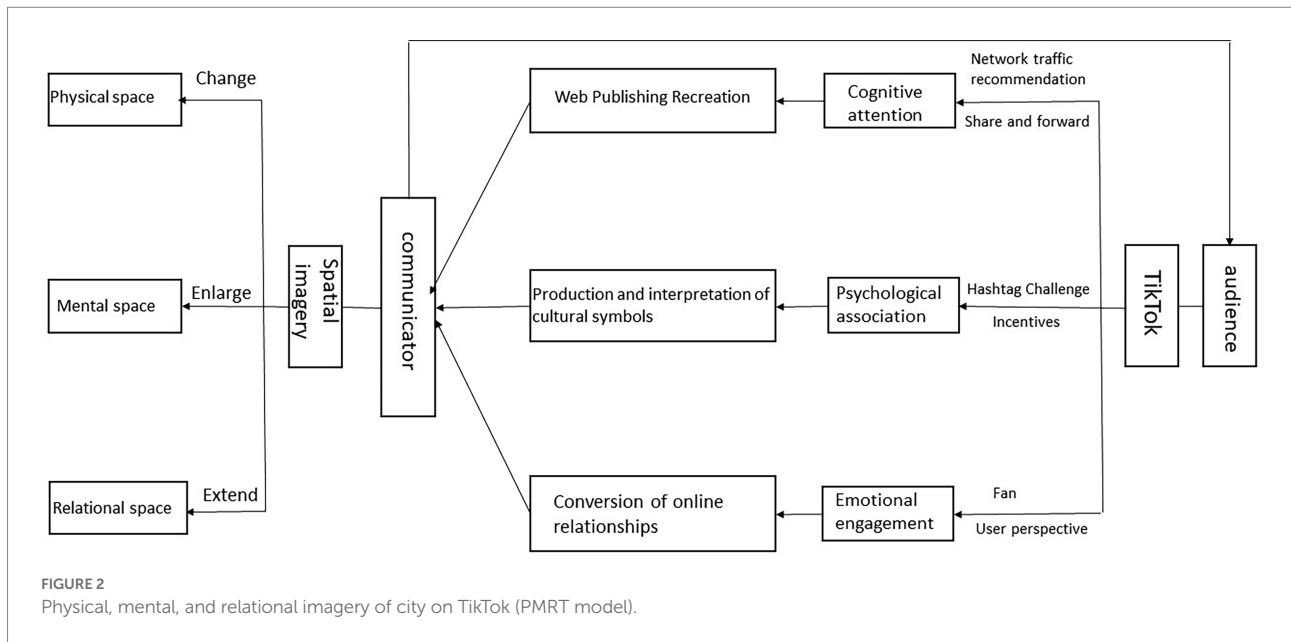 Change
Physical space
Web Publishing Recreation
Cognitive
attention
Network traffic
recommendation
Share and forward
Enlarge
Mental space
Spatial
imagery
communicator
Production and interpretation of
cultural symbols
Psychological
association
Hashtag Challenge
Incentives
TikTok
audience
Extend
Relational space
Conversion of online
relationships
Emotional
engagement
Fan
User perspective
FIGURE 2
Physical, mental, and relational imagery of city on TikTok (PMRT model).